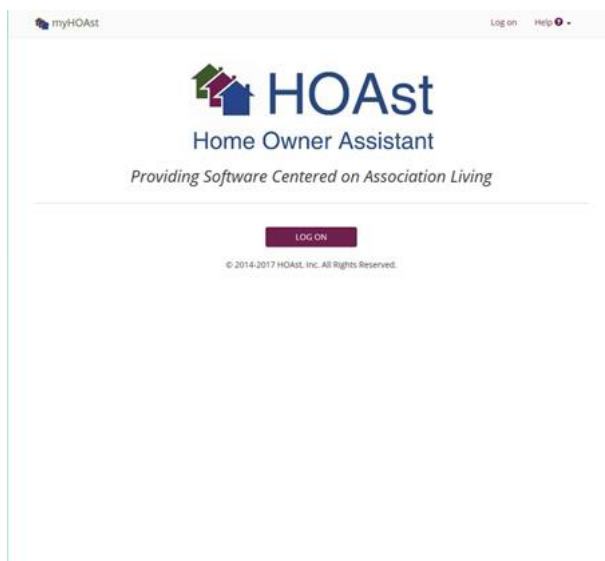 myHOAst
Log on Help
HOAst
Home Owner Assistant
Providing Software Centered on Association Living
LOG ON
© 2014-2017 HOAst, Inc. All Rights Reserved.